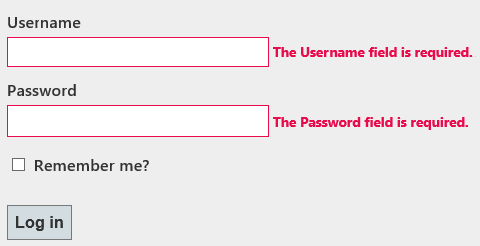 Username
The Username field is required.
Password
The Password field is required.
Remember me?
Log in